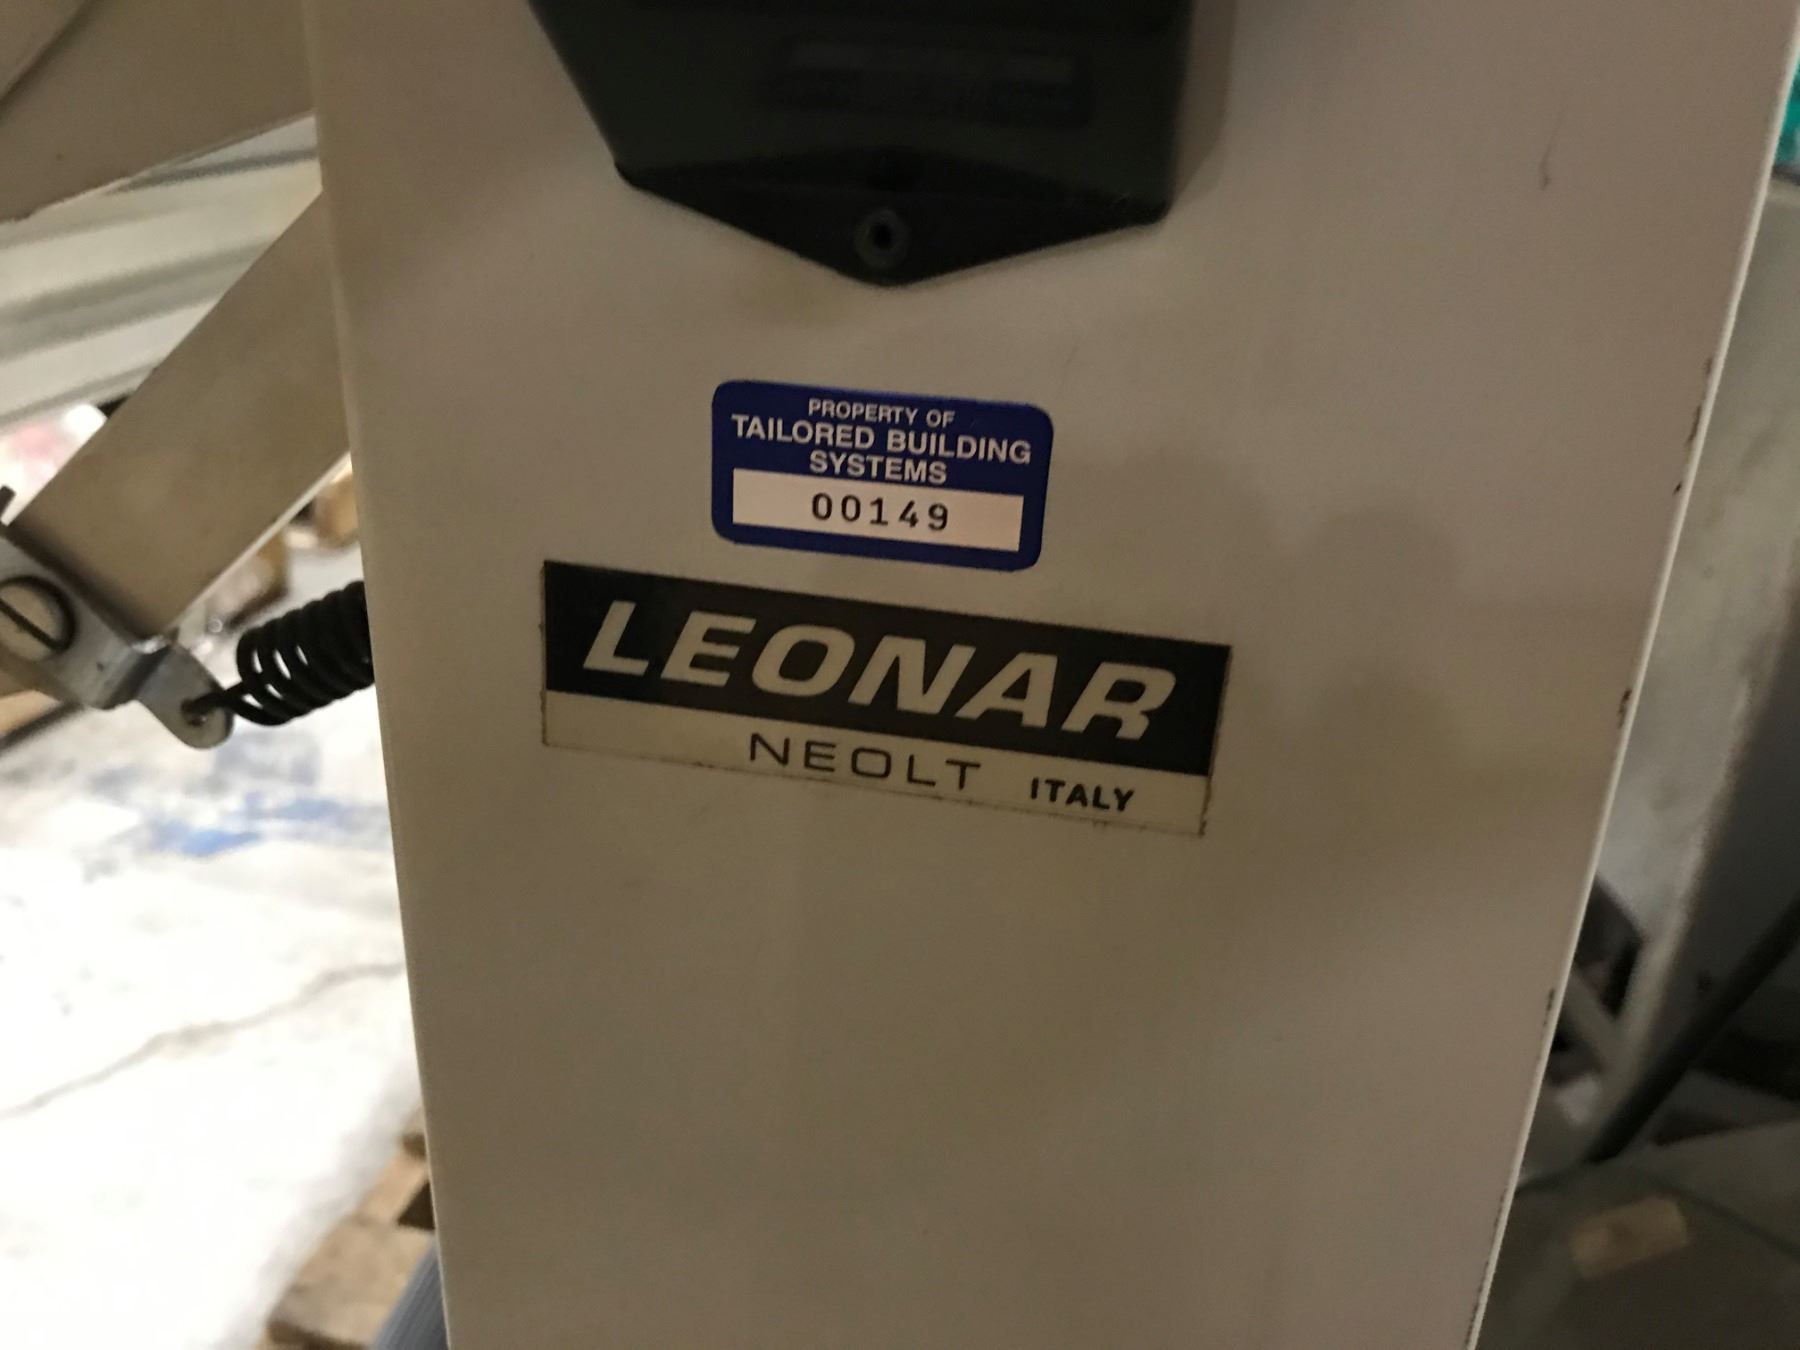 PROPERTY OF
TAILORED BUILDING
SYSTEMS
00149
LEONAR
NEOLT ITALY